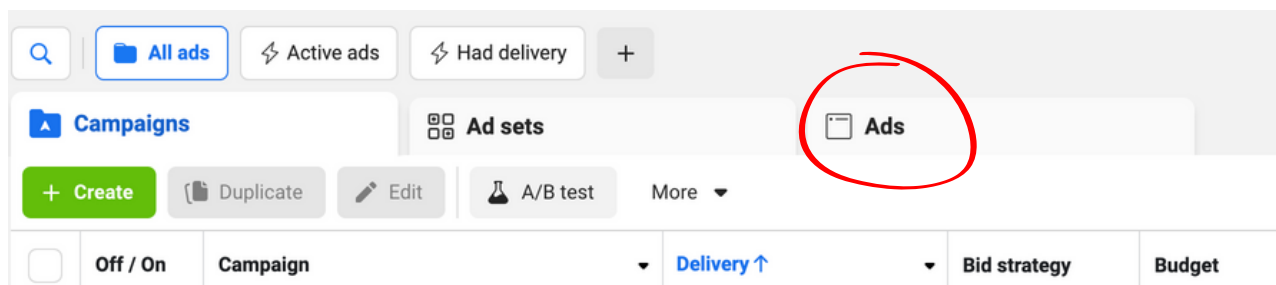 All ads Active ads Had delivery +
Campaigns Ad sets Ads
+ Create Duplicate Edit A/B test More
Off / On Campaign Delivery ↑ Bid strategy Budget